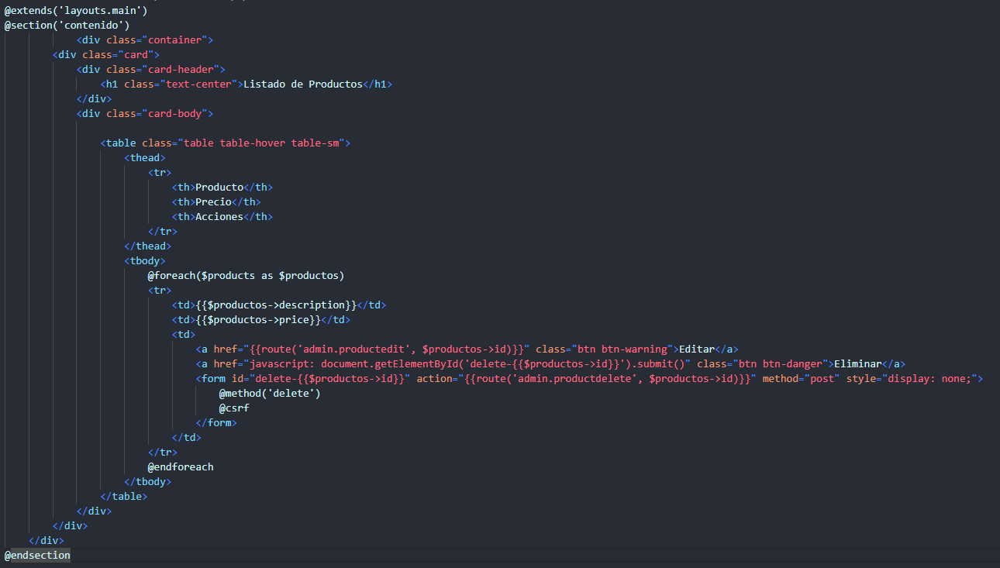 @extends('layouts.main')
@section('contenido')
<div class="container">
<div class="card">
<div class="card-header">
<h1 class="text-center">Listado de Productos</h1>
</div>
<div class="card-body">
<table class="table table-hover table-sm">
<thead>
<tr>
<th>Producto</th>
<th>Precio</th>
<th>Acciones</th>
</tr>
</thead>
<tbody>
@foreach($products as $productos)
<tr>
<td>{{$productos->description}}</td>
<td>{{$productos->price}}</td>
<td>
<a href="{{route('admin.productedit', $productos->id)}}" class="btn btn-warning">Editar</a>
<a href="javascript: document.getElementById('delete-{{$productos->id}}').submit()" class="btn btn-danger">Eliminar</a>
<form id="delete-{{$productos->id}}" action="{{route('admin.productdelete', $productos->id)}}" method="post" style="display: none;">
@method('delete')
@csrf
</form>
</td>
</tr>
@endforeach
</tbody>
</table>
</div>
</div>
</div>
@endsection